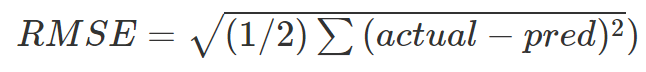 RMSE = √(1/2) ∑ (actual − pred)²)